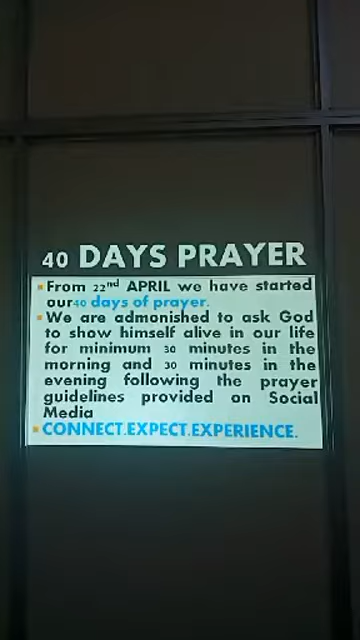 40 DAYS PRAYER
From 22nd APRIL we have started
our40 days of prayer.
We are admonished to ask God
to show himself alive in our life
for minimum 30 minutes in the
morning and 30 minutes in the
evening following the prayer
guidelines provided on Social
Media
CONNECT.EXPECT.EXPERIENCE.